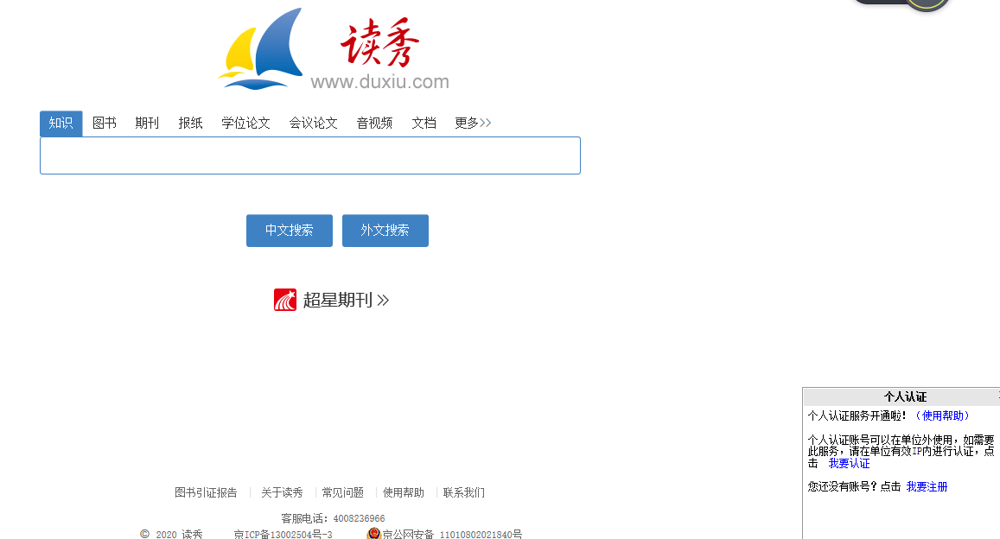 读秀
www.duxiu.com
知识 图书 期刊 报纸 学位论文 会议论文 音视频 文档 更多>>
中文搜索 外文搜索
超星期刊 >>
个人认证
个人认证服务开通啦!(使用帮助)
个人认证账号可以在单位外使用,如需要
此服务,请在单位有效IP内进行认证,点
击 我要认证
您还没有账号?点击 我要注册
图书引证报告 | 关于读秀 | 常见问题 | 使用帮助 | 联系我们
客服电话: 4008236966
© 2020 读秀 京ICP备13002504号-3 京公网安备 11010802021840号